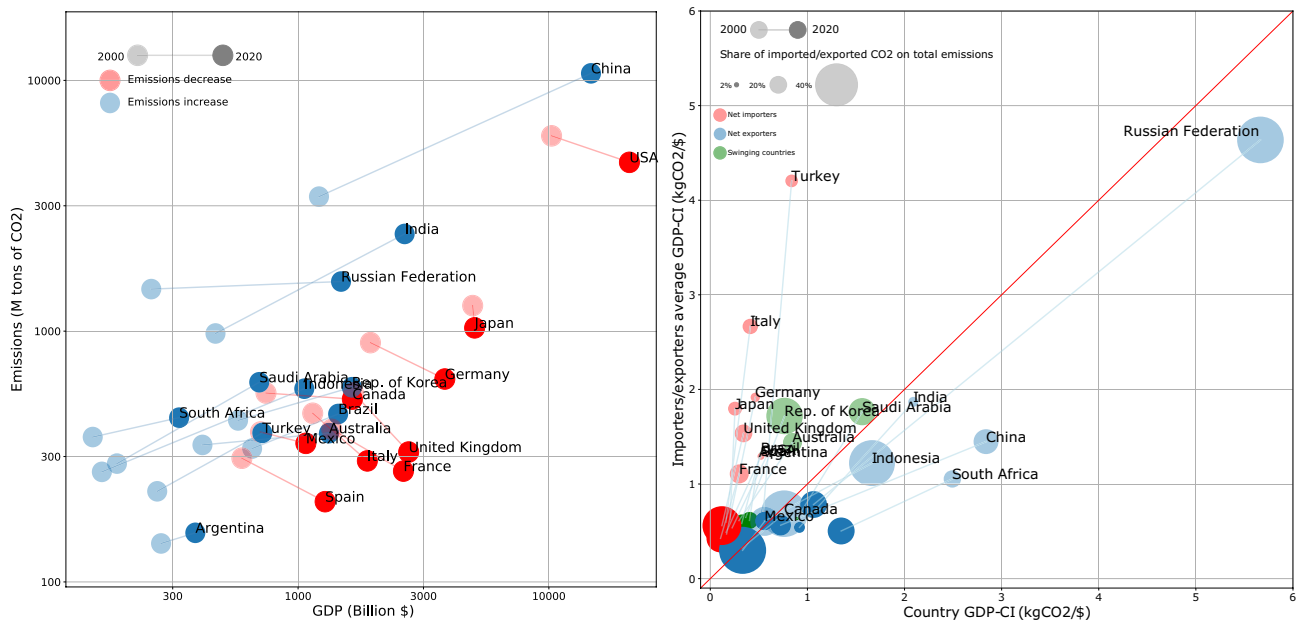 2000
2020
Emissions decrease
Emissions increase
China
USA
India
Russian Federation
Japan
Germany
Saudi Arabia
Indonesia
Rep. of Korea
Canada
South Africa
Brazil
Turkey
Australia
Mexico
United Kingdom
Italy
France
Spain
Argentina
10000
3000
1000
300
100
300
1000
3000
10000
Emissions (M tons of CO2)
GDP (Billion $)
2000
2020
Share of imported/exported CO2 on total emissions
2%
20%
40%
Net importers
Net exporters
Swinging countries
Russian Federation
Turkey
Italy
Germany
Japan
Rep. of Korea
India
Saudi Arabia
United Kingdom
Australia
Brazil
Argentina
China
Indonesia
France
South Africa
Canada
Mexico
6
5
4
3
2
1
0
0
1
2
3
4
5
6
Importers/exporters average GDP-CI (kgCO2/$)
Country GDP-CI (kgCO2/$)